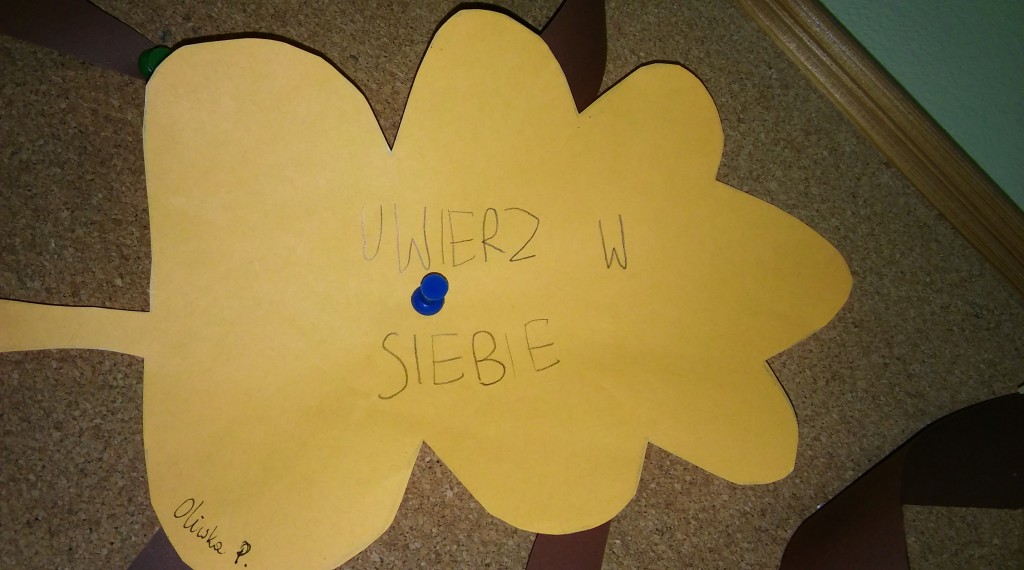 UWIERZ W
SIEBIE
Oliwka P.